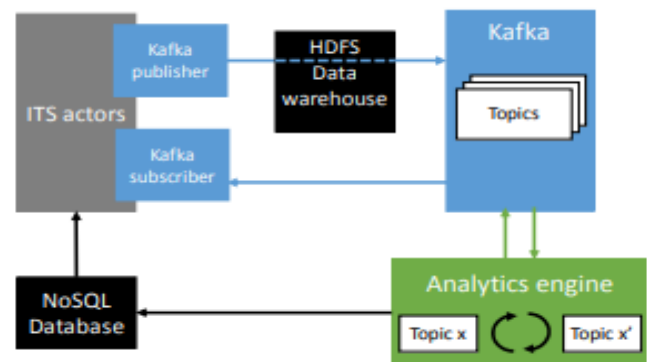 Kafka
publisher
HDFS
Data
warehouse
Kafka
Topics
ITS actors
Kafka
subscriber
NoSQL
Database
Analytics engine
Topic x
Topic x'